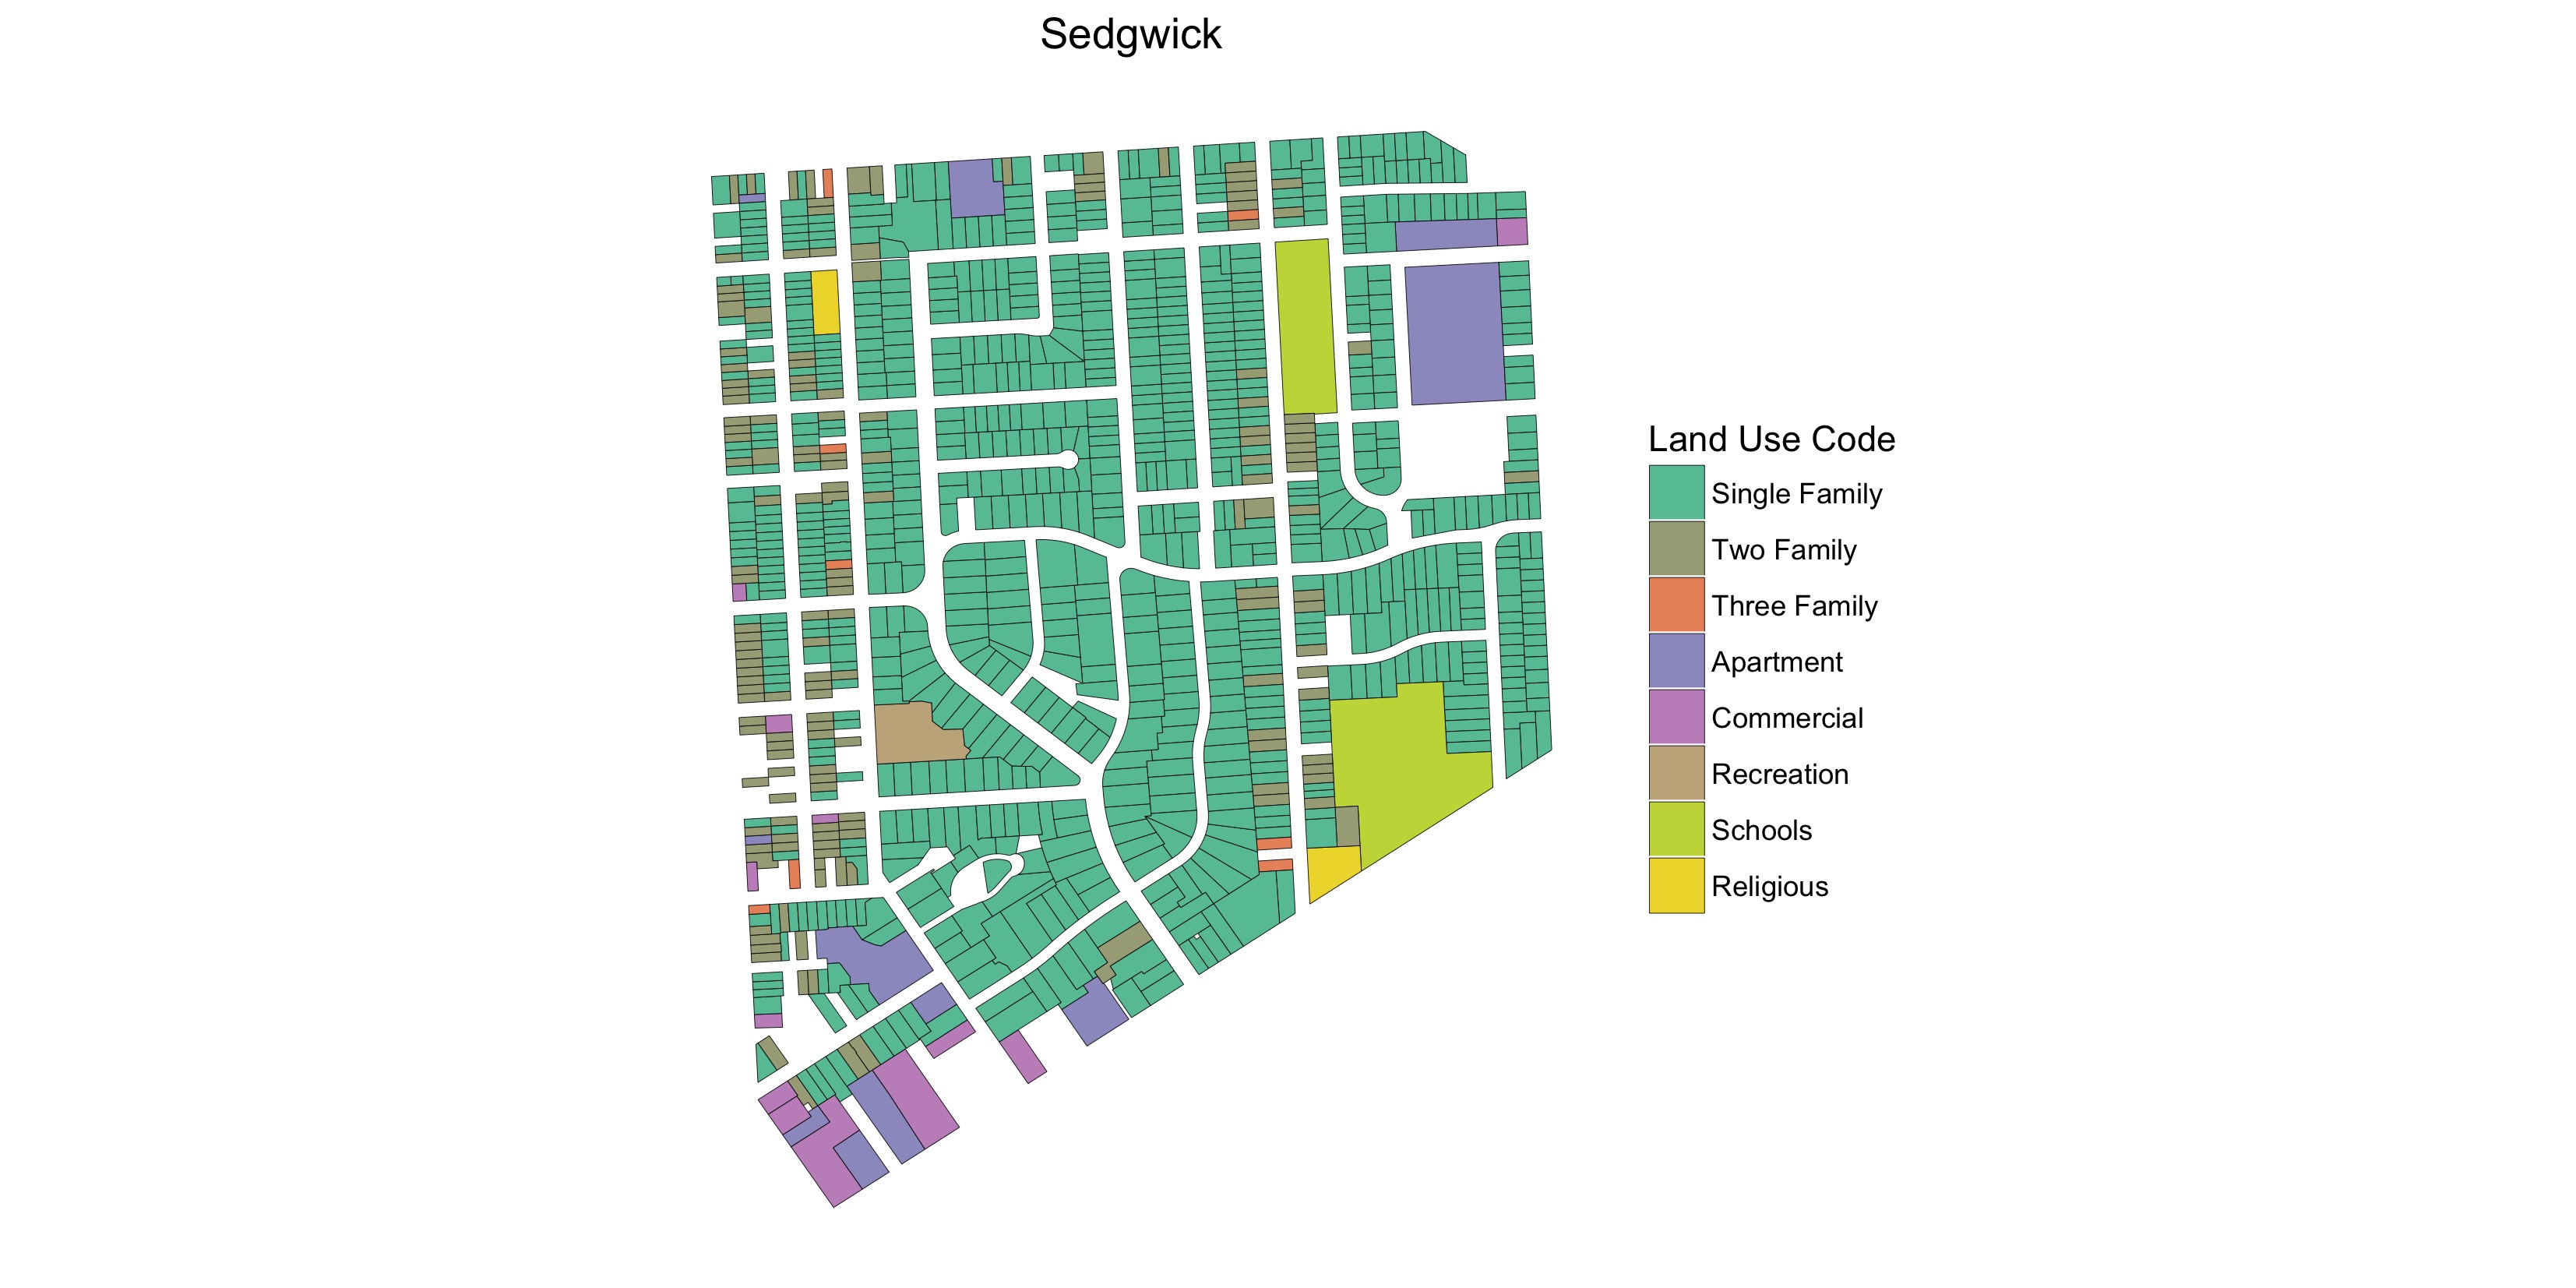 Sedgwick
Land Use Code
Single Family
Two Family
Three Family
Apartment
Commercial
Recreation
Schools
Religious